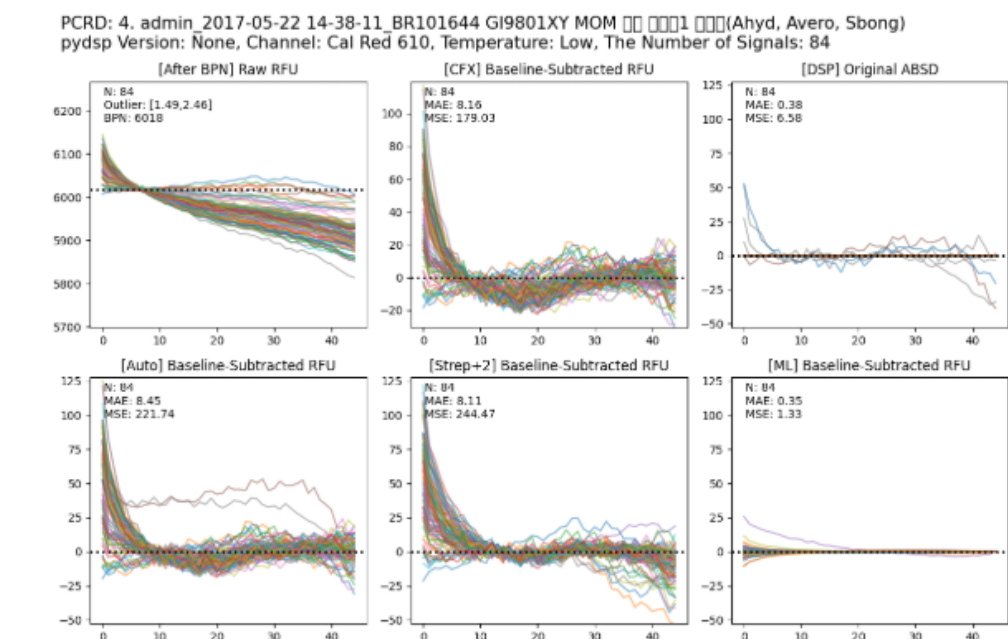 PCRD: 4. admin_2017-05-22 14-38-11_BR101644 GI9801XY MOM 1 (Ahyd, Avero, Sbong)
pydsp Version: None, Channel: Cal Red 610, Temperature: Low, The Number of Signals: 84
[After BPN] Raw RFU
N: 84
Outlier: [1.49,2.46]
BPN: 6018
6200
6100
6000
5900
5800
5700
0 10 20 30 40
[CFX] Baseline-Subtracted RFU
N: 84
MAE: 8.16
MSE: 179.03
100
80
60
40
20
0
−20
0 10 20 30 40
[DSP] Original ABSD
N: 84
MAE: 0.38
MSE: 6.58
125
100
75
50
25
0
−25
−50
0 10 20 30 40
[Auto] Baseline-Subtracted RFU
N: 84
MAE: 8.45
MSE: 221.74
125
100
75
50
25
0
−25
−50
0 10 20 30 40
[Strep+2] Baseline-Subtracted RFU
N: 84
MAE: 8.11
MSE: 244.47
125
100
75
50
25
0
−25
−50
0 10 20 30 40
[ML] Baseline-Subtracted RFU
N: 84
MAE: 0.35
MSE: 1.33
125
100
75
50
25
0
−25
−50
0 10 20 30 40